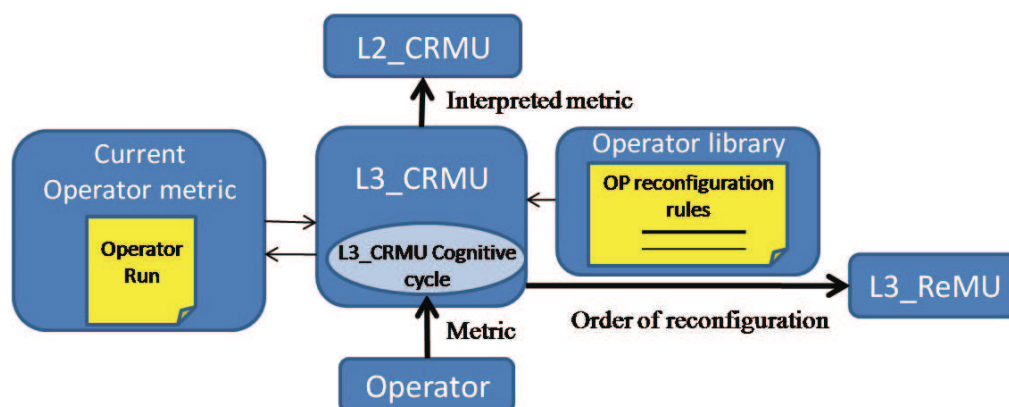 L2_CRMU
Interpreted metric
Current
Operator metric
Operator
Run
L3_CRMU
L3_CRMU Cognitive
cycle
Operator library
OP reconfiguration
rules
L3_ReMU
Order of reconfiguration
Metric
Operator